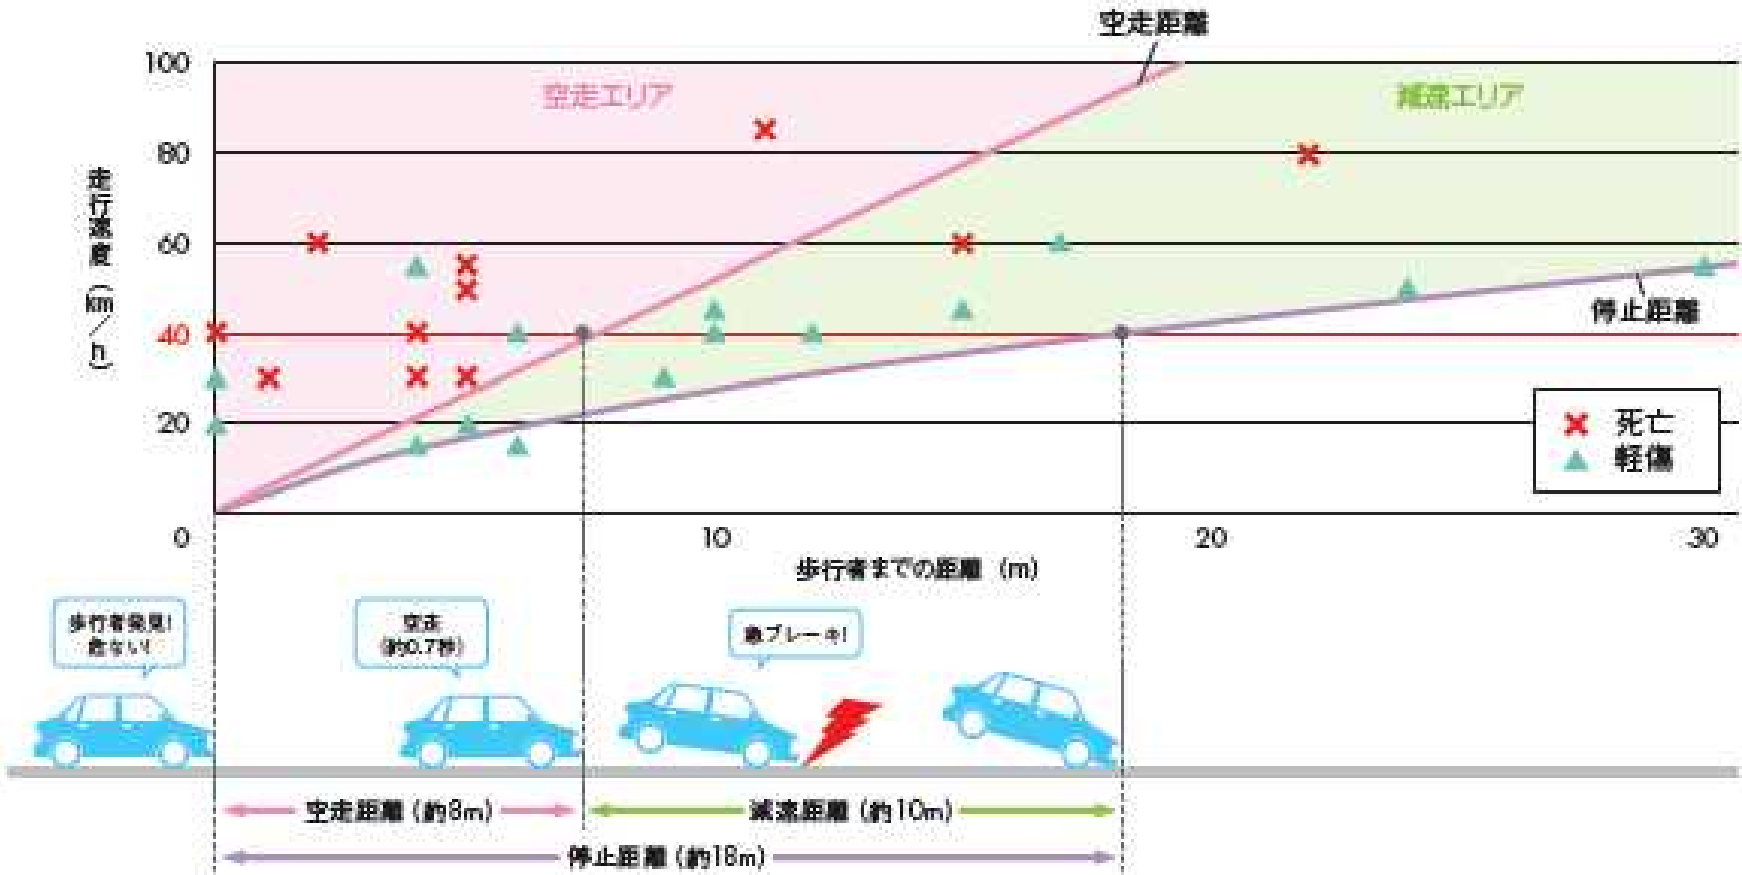 空走距離
100
空走エリア
減速エリア
80
60
40
20
0
10
20
30
走行速度（km／h）
停止距離
死亡
軽傷
歩行者までの距離（m）
歩行者発見!
危ない!
空走
(約0.7秒)
急ブレーキ!
空走距離（約8m）
減速距離（約10m）
停止距離（約18m）